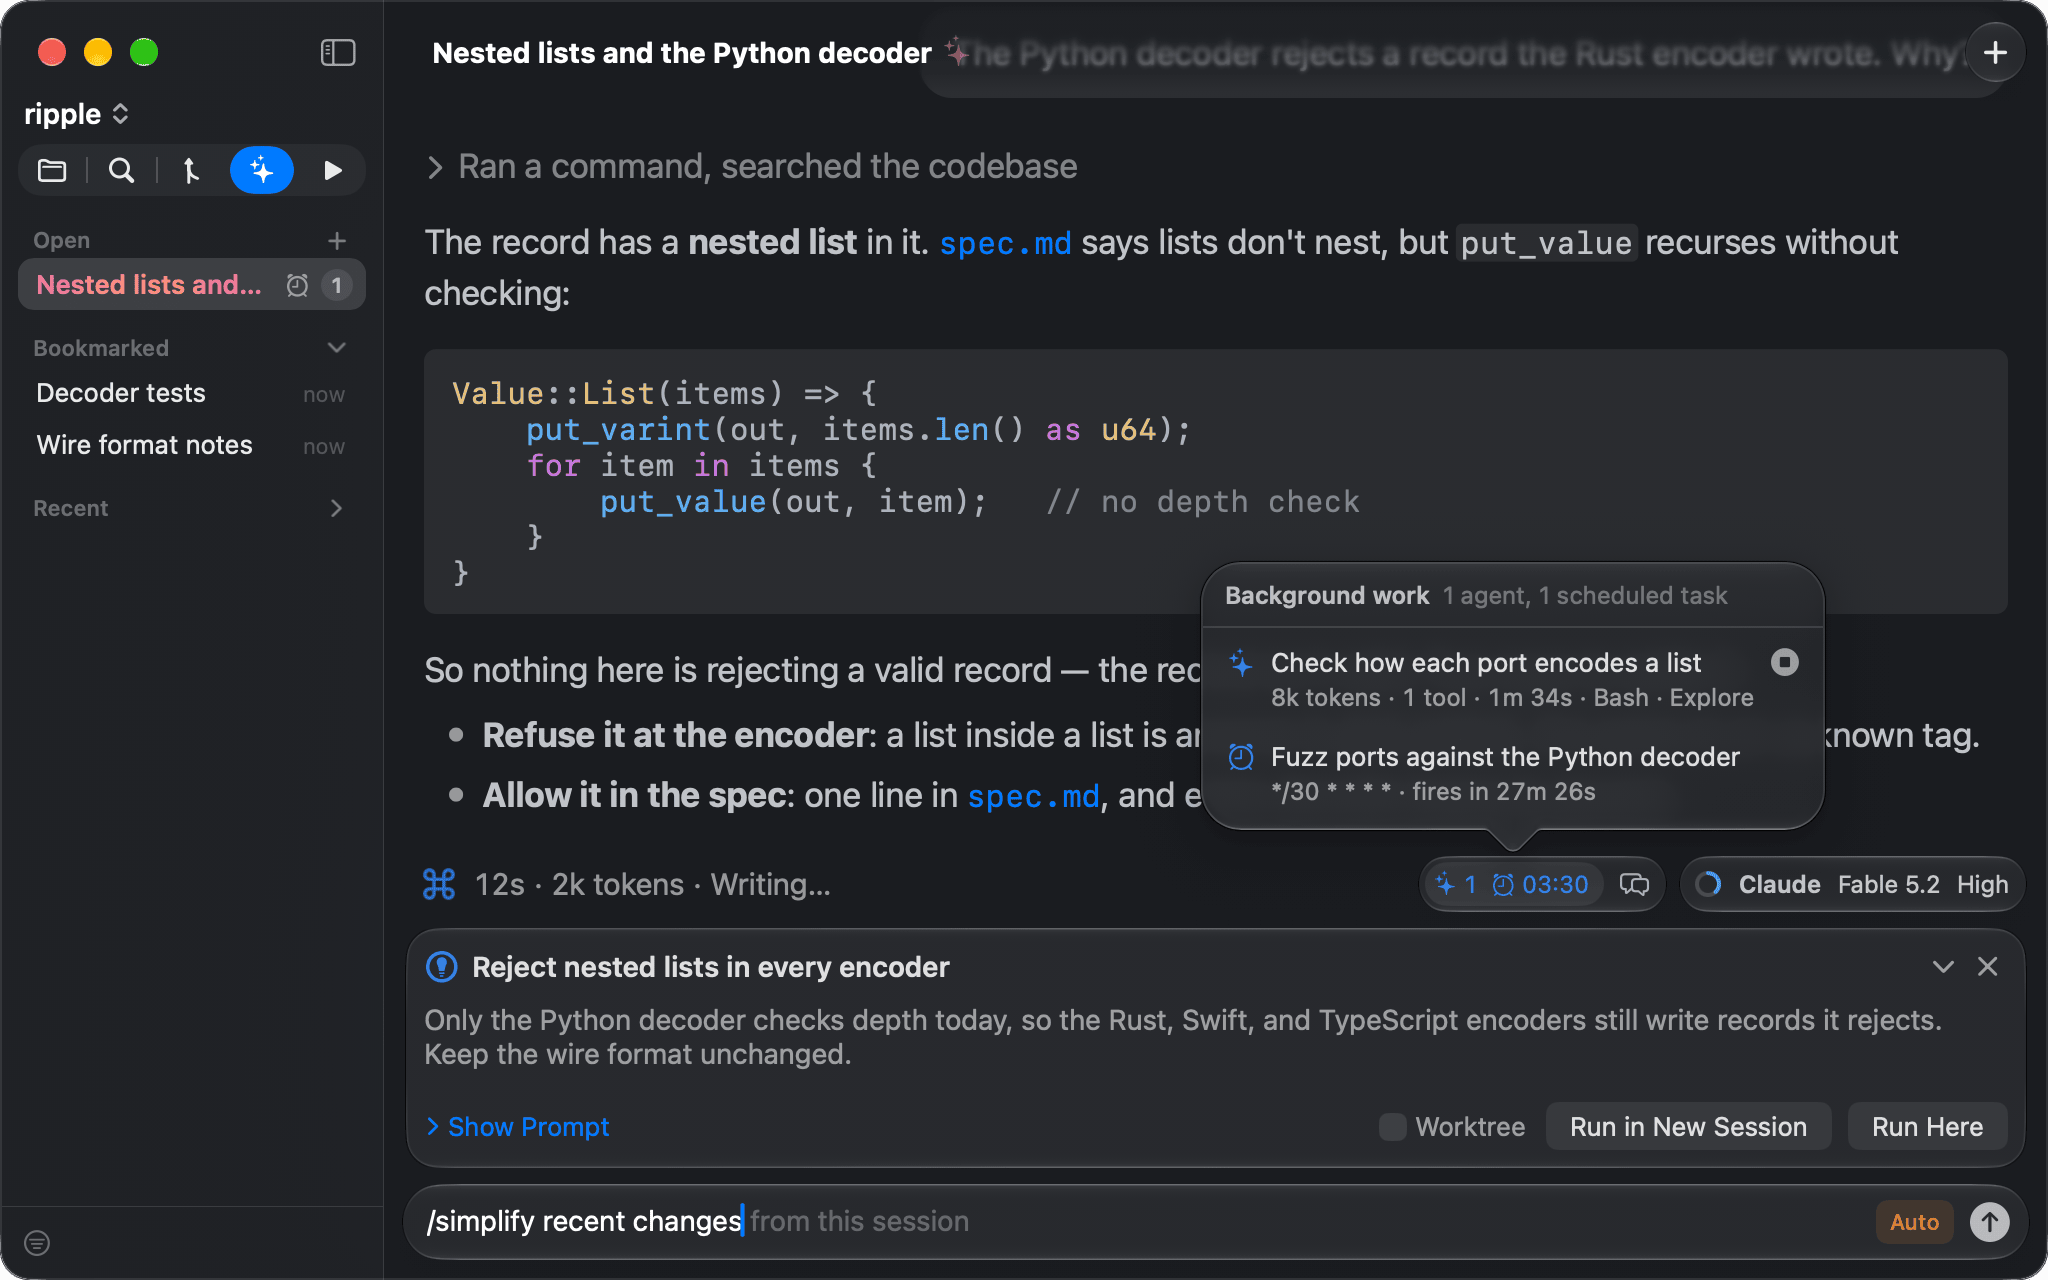 ripple
Open
Nested lists and... 1
Bookmarked
Decoder tests now
Wire format notes now
Recent
Nested lists and the Python decoder
The Python decoder rejects a record the Rust encoder wrote. Why?
Ran a command, searched the codebase
The record has a nested list in it. spec.md says lists don't nest, but put_value recurses without
checking:
Value::List(items) => {
put_varint(out, items.len() as u64);
for item in items {
put_value(out, item);   // no depth check
}
}
So nothing here is rejecting a valid record — the
Refuse it at the encoder: a list inside a list is
known tag.
Allow it in the spec: one line in spec.md, and
Background work 1 agent, 1 scheduled task
Check how each port encodes a list
8k tokens · 1 tool · 1m 34s · Bash · Explore
Fuzz ports against the Python decoder
*/30 * * * * · fires in 27m 26s
12s · 2k tokens · Writing...
1 03:30
Claude Fable 5.2 High
Reject nested lists in every encoder
Only the Python decoder checks depth today, so the Rust, Swift, and TypeScript encoders still write records it rejects.
Keep the wire format unchanged.
Show Prompt
Worktree
Run in New Session
Run Here
/simplify recent changes from this session
Auto